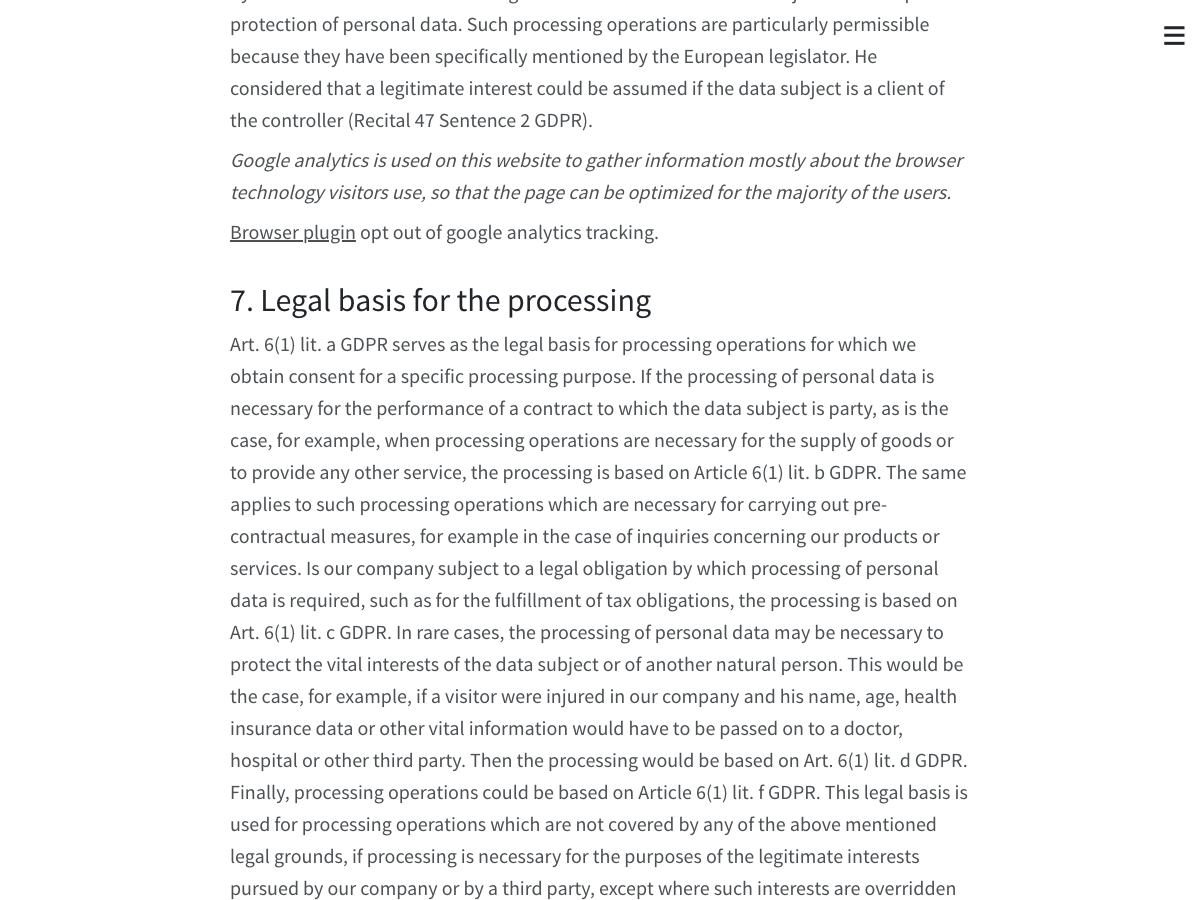 protection of personal data. Such processing operations are particularly permissible
because they have been specifically mentioned by the European legislator. He
considered that a legitimate interest could be assumed if the data subject is a client of
the controller (Recital 47 Sentence 2 GDPR).
Google analytics is used on this website to gather information mostly about the browser
technology visitors use, so that the page can be optimized for the majority of the users.
Browser plugin opt out of google analytics tracking.
7. Legal basis for the processing
Art. 6(1) lit. a GDPR serves as the legal basis for processing operations for which we
obtain consent for a specific processing purpose. If the processing of personal data is
necessary for the performance of a contract to which the data subject is party, as is the
case, for example, when processing operations are necessary for the supply of goods or
to provide any other service, the processing is based on Article 6(1) lit. b GDPR. The same
applies to such processing operations which are necessary for carrying out pre-
contractual measures, for example in the case of inquiries concerning our products or
services. Is our company subject to a legal obligation by which processing of personal
data is required, such as for the fulfillment of tax obligations, the processing is based on
Art. 6(1) lit. c GDPR. In rare cases, the processing of personal data may be necessary to
protect the vital interests of the data subject or of another natural person. This would be
the case, for example, if a visitor were injured in our company and his name, age, health
insurance data or other vital information would have to be passed on to a doctor,
hospital or other third party. Then the processing would be based on Art. 6(1) lit. d GDPR.
Finally, processing operations could be based on Article 6(1) lit. f GDPR. This legal basis is
used for processing operations which are not covered by any of the above mentioned
legal grounds, if processing is necessary for the purposes of the legitimate interests
pursued by our company or by a third party, except where such interests are overridden